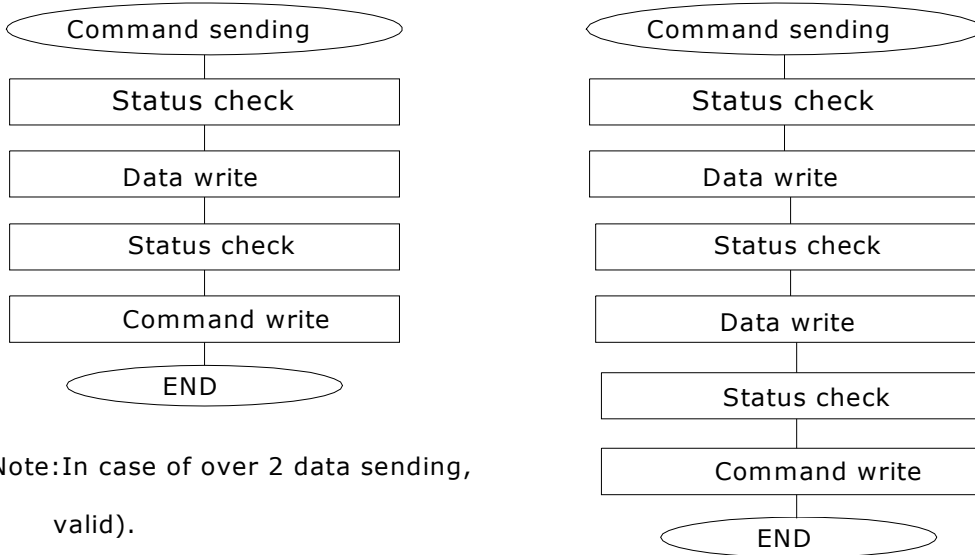 Command sending
Status check
Data write
Status check
Command write
END
Note:In case of over 2 data sending,
valid).
Command sending
Status check
Data write
Status check
Data write
Status check
Command write
END